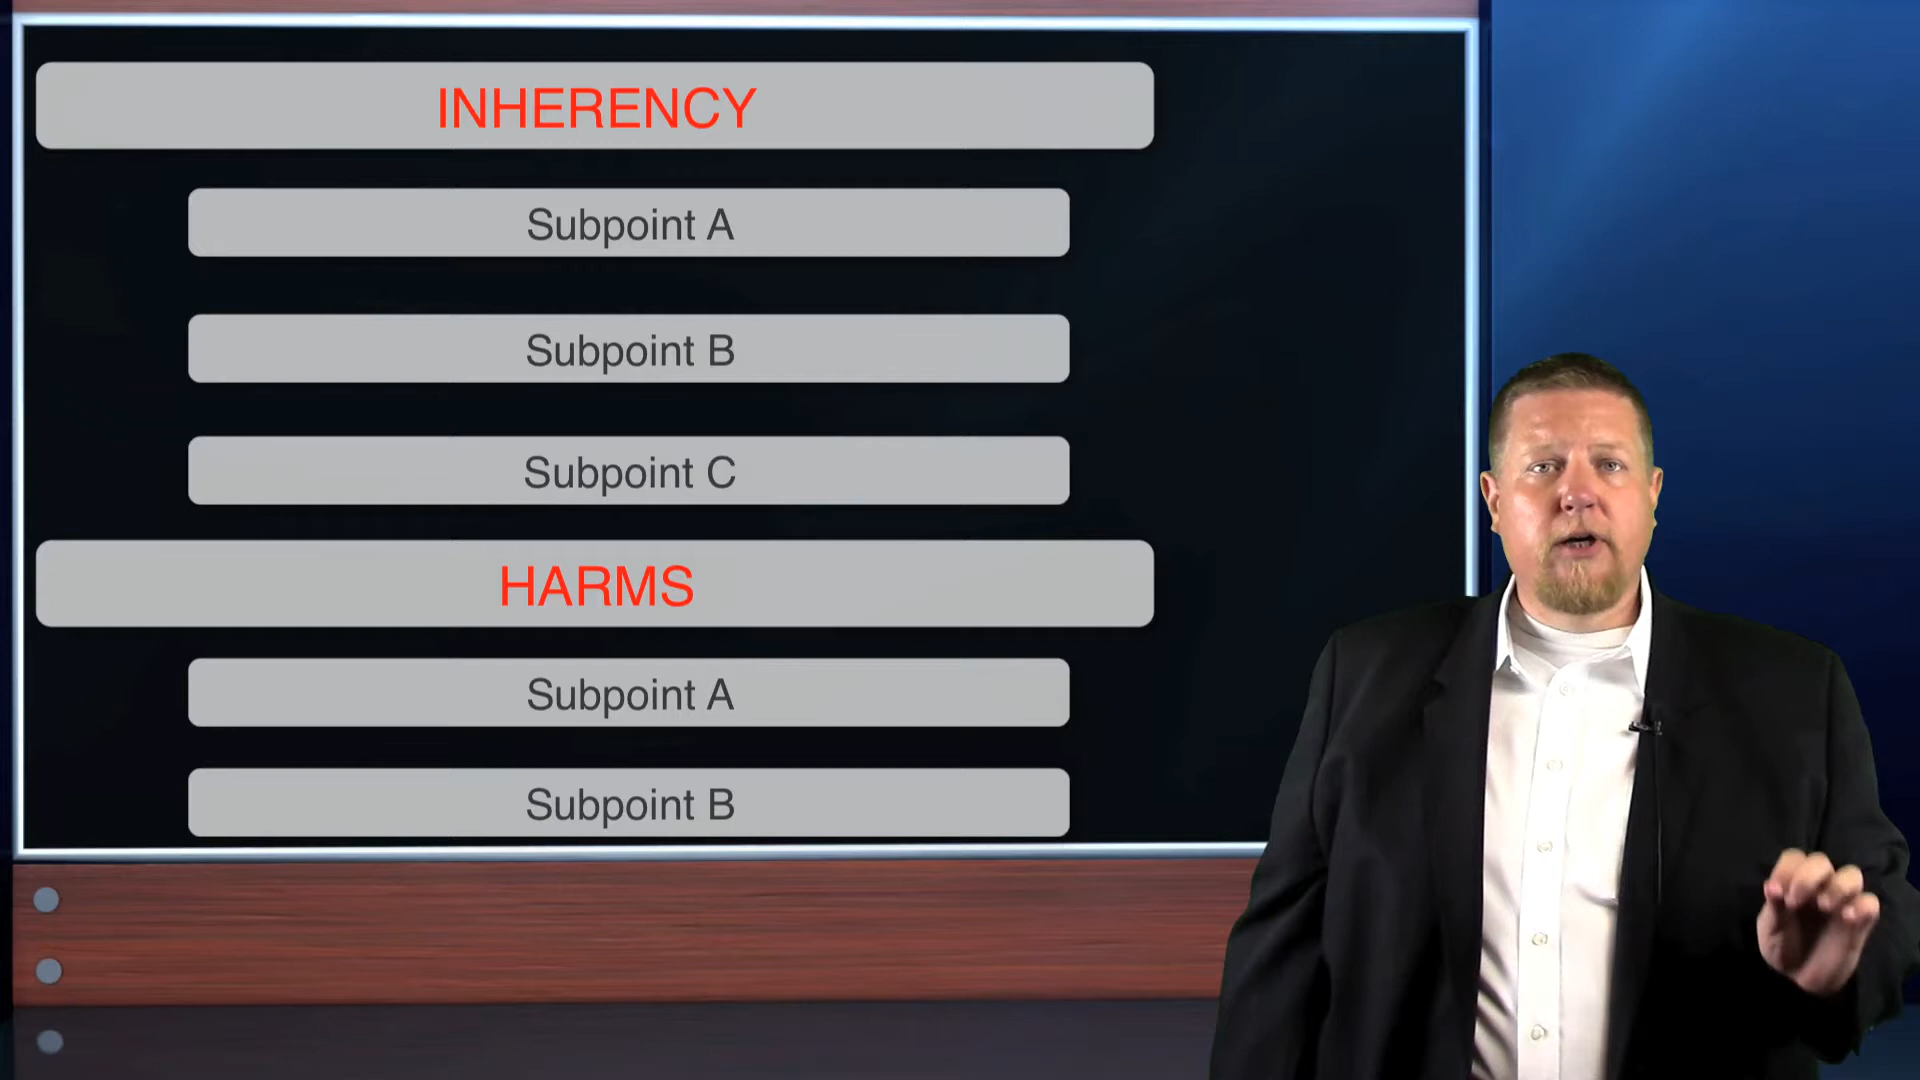 INHERENCY
Subpoint A
Subpoint B
Subpoint C
HARMS
Subpoint A
Subpoint B